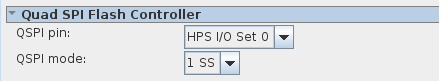 Quad SPI Flash Controller
QSPI pin: HPS I/O Set 0
QSPI mode: 1 SS